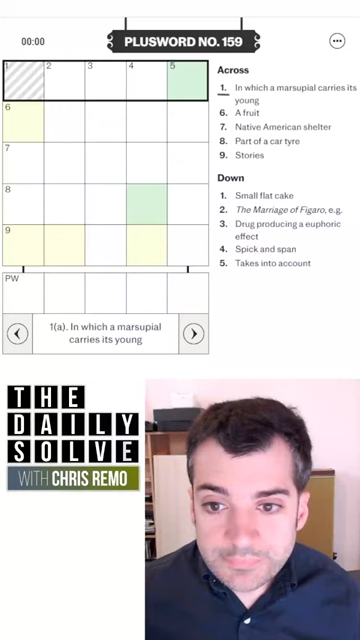 00:00
PLUSWORD NO. 159
1
2
3
4
5
6
7
8
9
PW
Across
1. In which a marsupial carries its
young
6. A fruit
7. Native American shelter
8. Part of a car tyre
9. Stories
Down
1. Small flat cake
2. The Marriage of Figaro, e.g.
3. Drug producing a euphoric
effect
4. Spick and span
5. Takes into account
1(a). In which a marsupial
carries its young
THE
DAILY
SOLVE
WITH CHRIS REMO